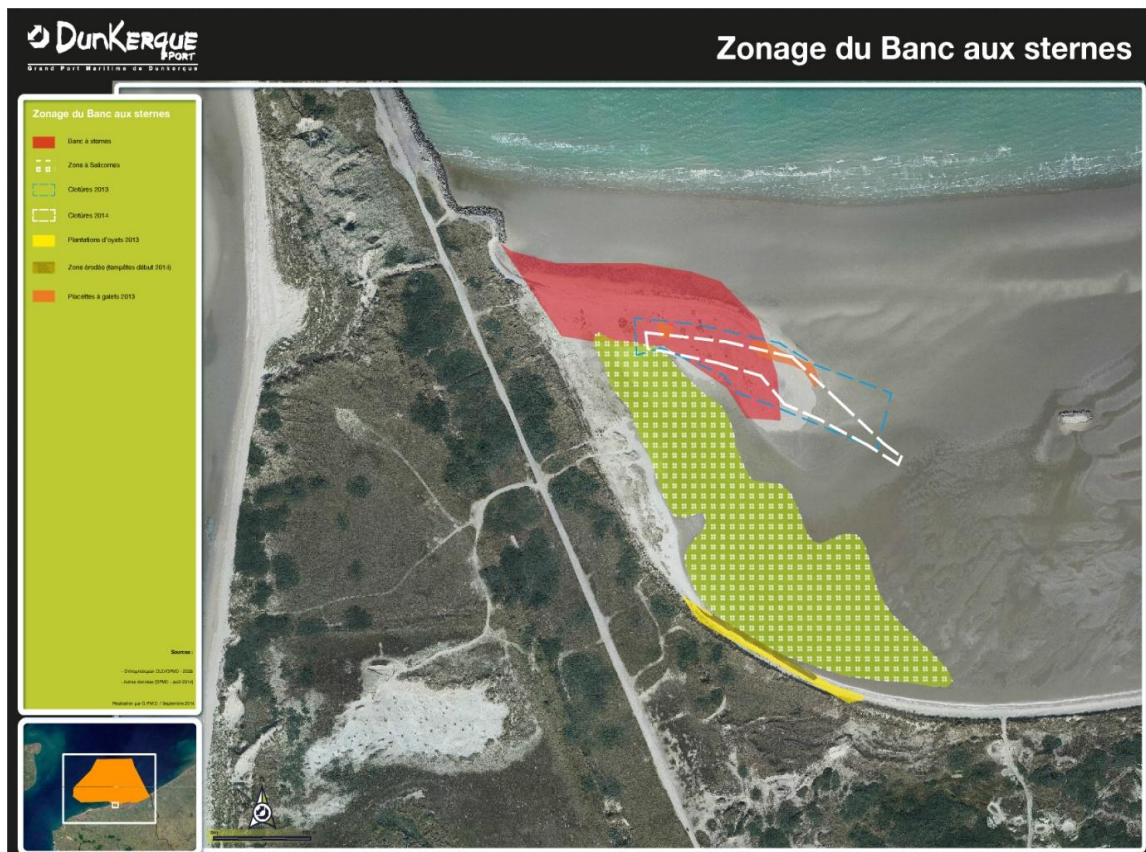 DUNKERQUE
PORT
Grand Port Maritime de Dunkerque
Zonage du Banc aux sternes
Zonage du Banc aux sternes
Banc à sternes
Zone à Salicornes
Clotûres 2013
Clotûres 2014
Plantations d'oyats 2013
Zone érodée (tempêtes début 2014)
Placettes à galets 2013
Sources :